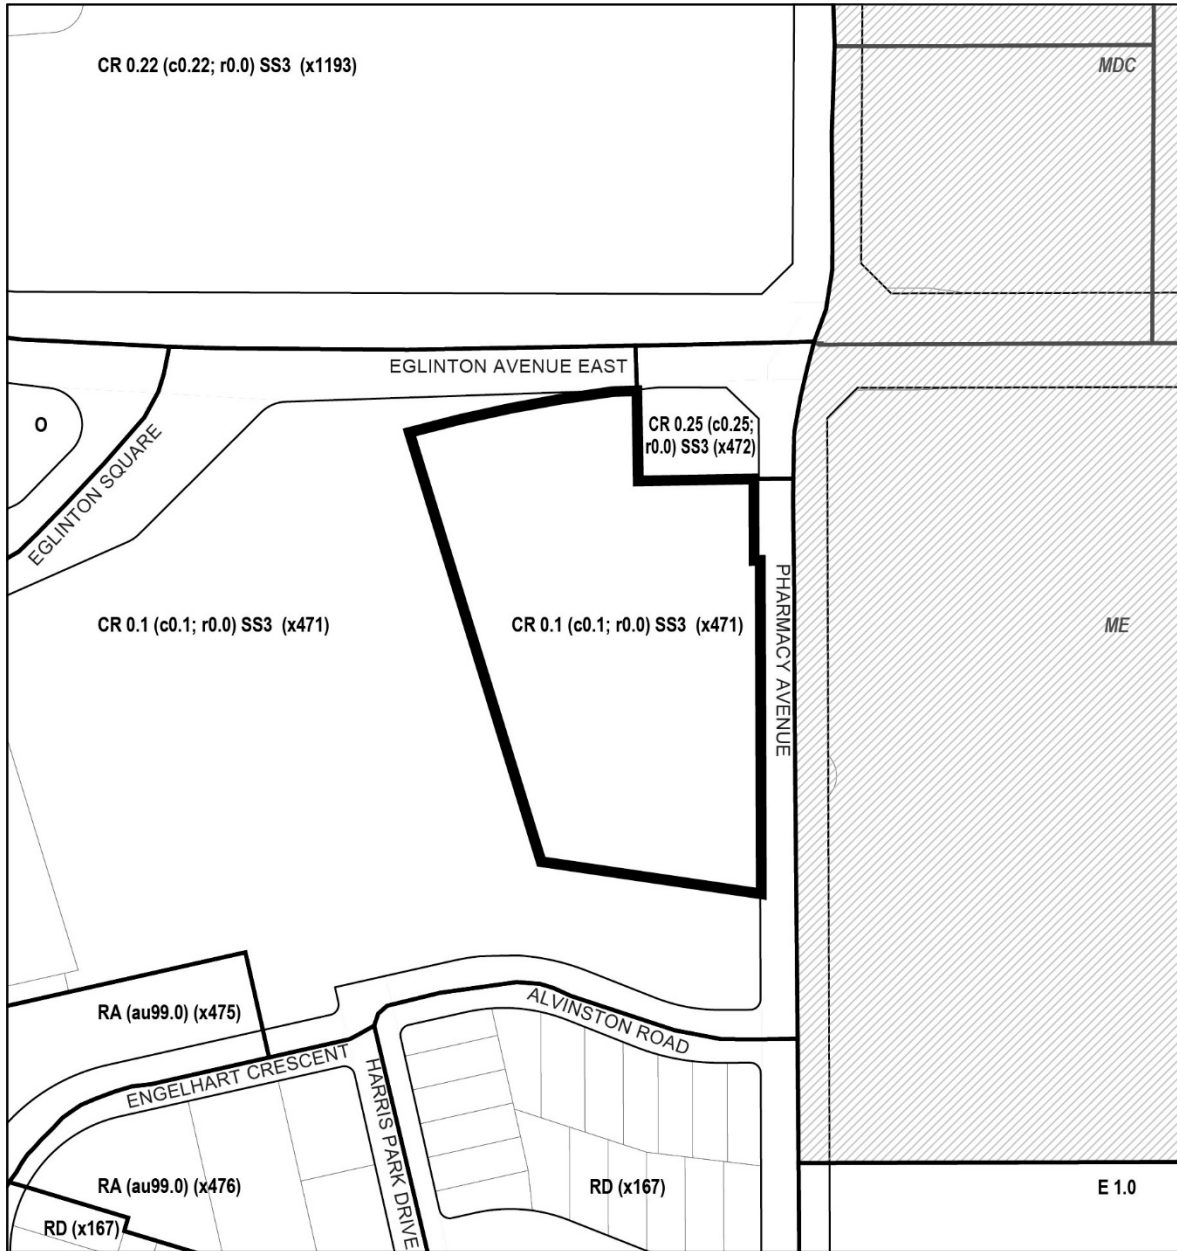 CR 0.22 (c0.22; r0.0) SS3 (x1193)
MDC
EGLINTON AVENUE EAST
O
CR 0.25 (c0.25;
r0.0) SS3 (x472)
EGLINTON SQUARE
CR 0.1 (c0.1; r0.0) SS3 (x471)
CR 0.1 (c0.1; r0.0) SS3 (x471)
PHARMACY AVENUE
ME
RA (au99.0) (x475)
ALVINSTON ROAD
ENGELHART CRESCENT
HARRIS PARK DRIVE
RA (au99.0) (x476)
RD (x167)
E 1.0
RD (x167)